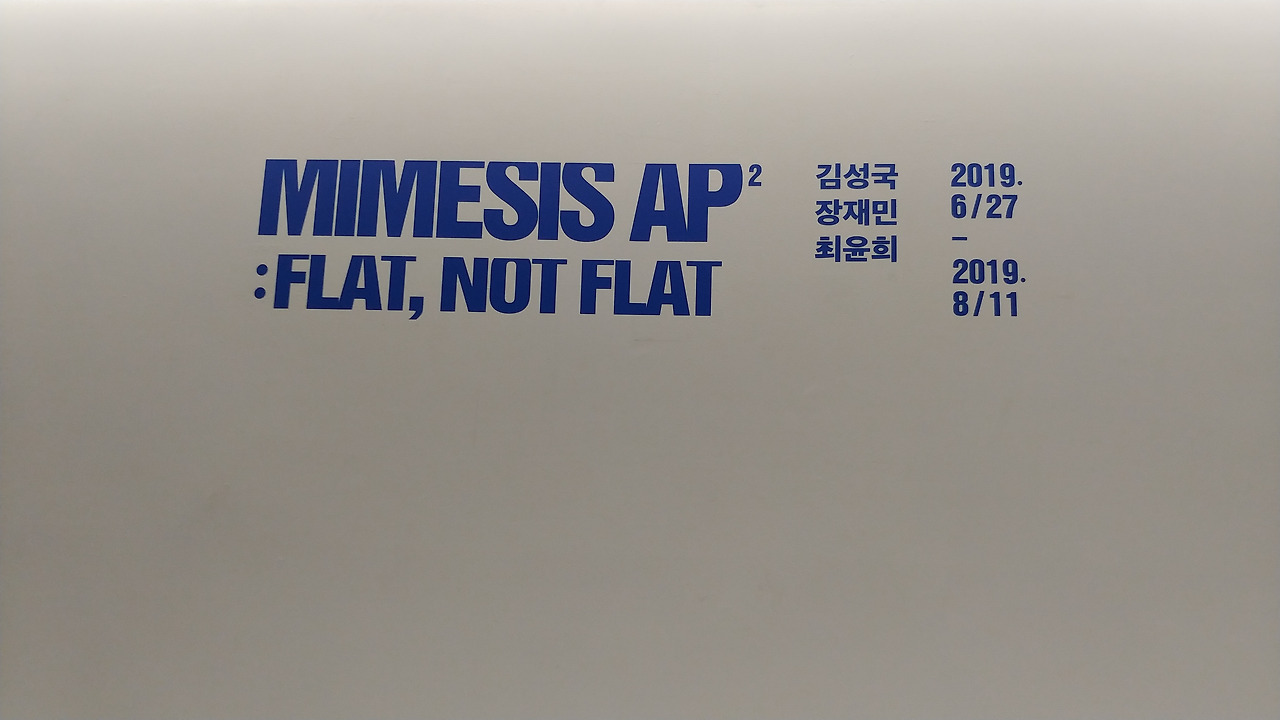 MIMESIS AP²
:FLAT, NOT FLAT
김성국
장재민
최윤희
2019.
6/27
–
2019.
8/11